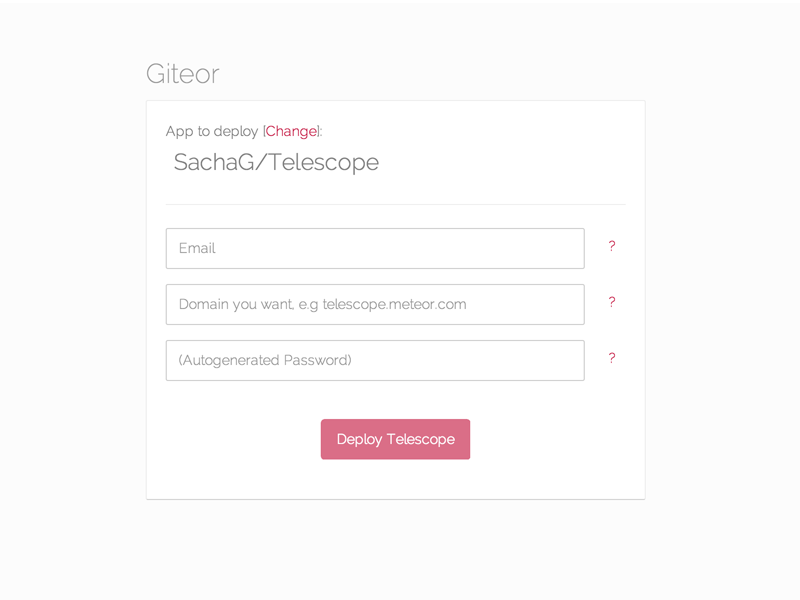 Giteor
App to deploy [Change]:
SachaG/Telescope
Email
?
Domain you want, e.g telescope.meteor.com
?
(Autogenerated Password)
?
Deploy Telescope